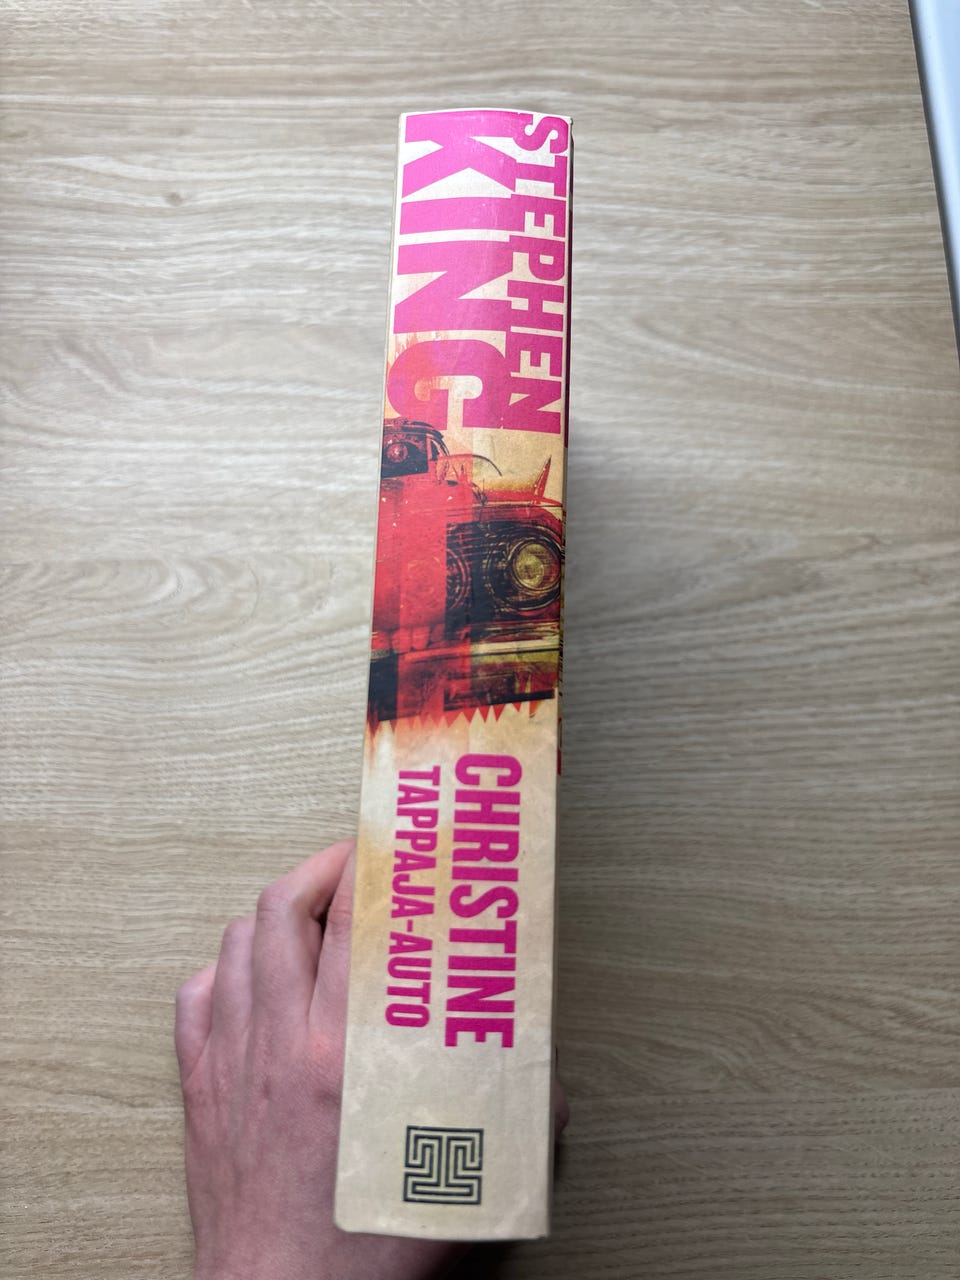 STEPHEN
KING
CHRISTINE
TAPPAJA-AUTO